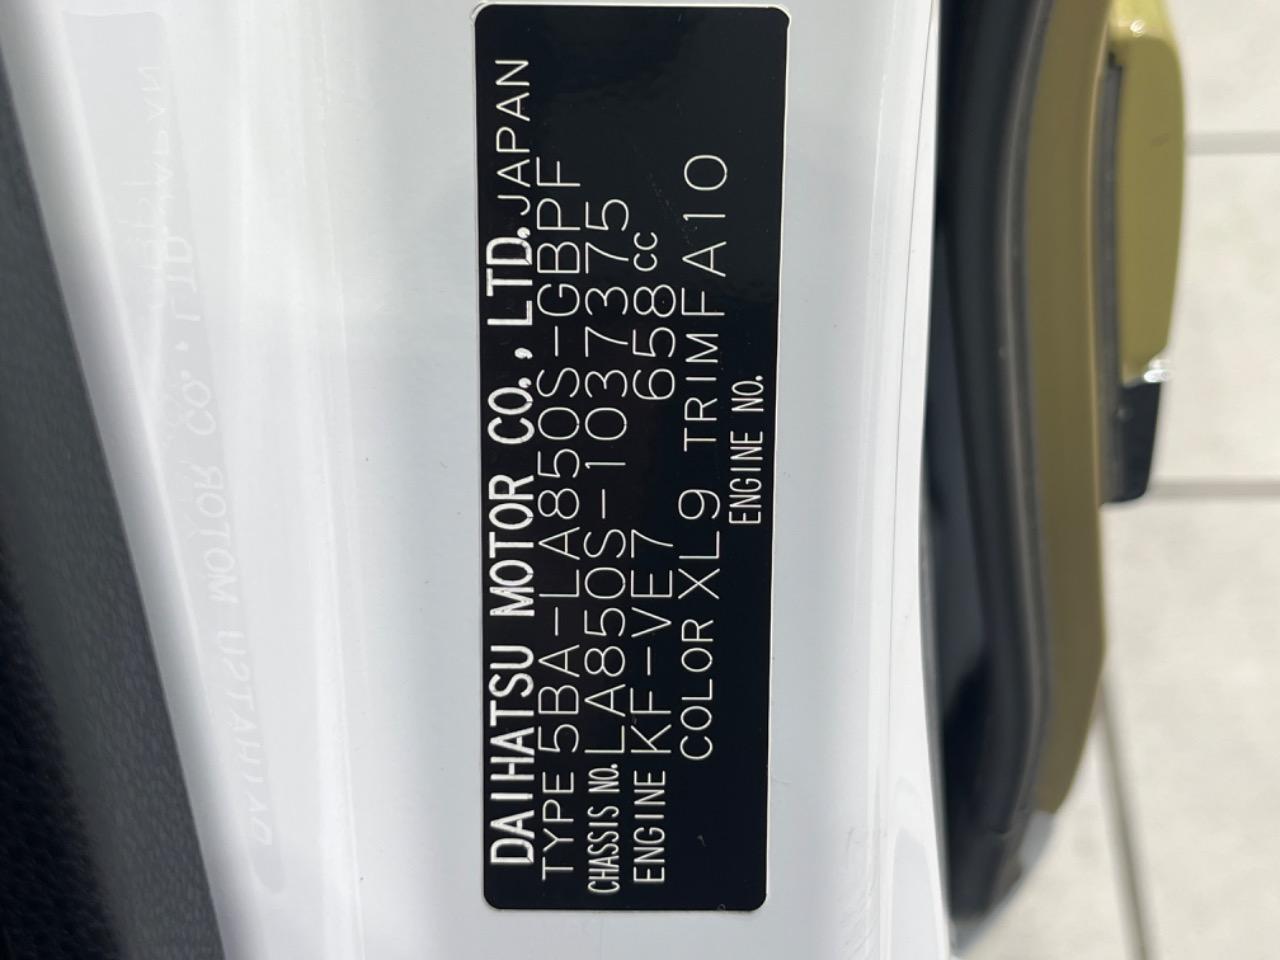 DAIHATSU MOTOR CO., LTD. JAPAN
TYPE 5BA-LA850S-GBPF
CHASSIS NO. LA850S-1037375
ENGINE KF-VE7 658cc
COLOR XL9 TRIM FA10
ENGINE NO.